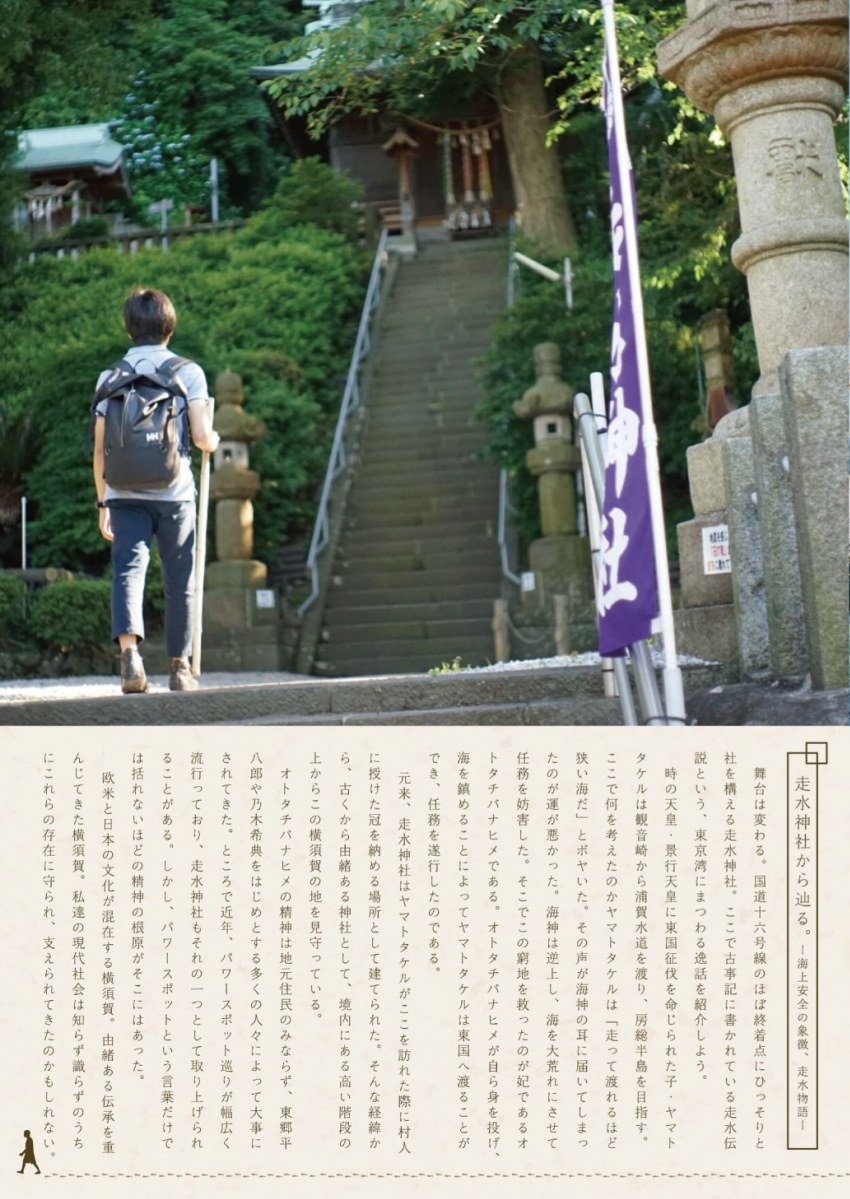 献
神社
HH
走水神社から辿る。―海上安全の象徴、走水物語―
舞台は変わる。国道十六号線のほぼ終着点にひっそりと
社を構える走水神社。ここで古事記に書かれている走水伝
説という、東京湾にまつわる逸話を紹介しよう。
時の天皇・景行天皇に東国征伐を命じられた子・ヤマト
タケルは観音崎から浦賀水道を渡り、房総半島を目指す。
ここで何を考えたのかヤマトタケルは「走って渡れるほど
狭い海だ」とボヤいた。その声が海神の耳に届いてしまっ
たのが運が悪かった。海神は逆上し、海を大荒れにさせて
任務を妨害した。そこでこの窮地を救ったのが妃であるオ
トタチバナヒメである。オトタチバナヒメが自ら身を投げ、
海を鎮めることによってヤマトタケルは東国へ渡ることが
でき、任務を遂行したのである。
元来、走水神社はヤマトタケルがここを訪れた際に村人
に授けた冠を納める場所として建てられた。そんな経緯か
ら、古くから由緒ある神社として、境内にある高い階段の
上からこの横須賀の地を見守っている。
オトタチバナヒメの精神は地元住民のみならず、東郷平
八郎や乃木希典をはじめとする多くの人々によって大事に
されてきた。ところで近年、パワースポット巡りが幅広く
流行っており、走水神社もその一つとして取り上げられ
ることがある。しかし、パワースポットという言葉だけで
は括れないほどの精神の根原がそこにはあった。
欧米と日本の文化が混在する横須賀。由緒ある伝承を重
んじてきた横須賀。私達の現代社会は知らず識らずのうち
にこれらの存在に守られ、支えられてきたのかもしれない。